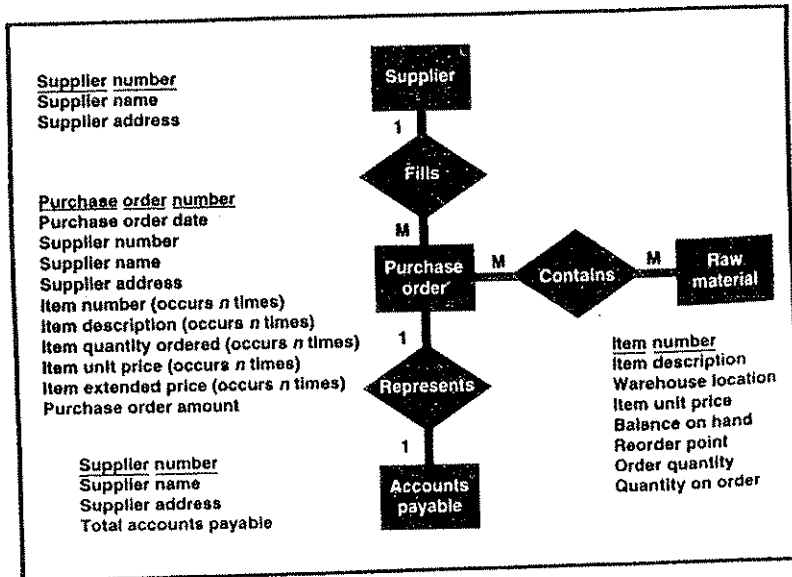 Supplier number
Supplier name
Supplier address
Supplier
1
Fills
M
Purchase order number
Purchase order date
Supplier number
Supplier name
Supplier address
Item number (occurs n times)
Item description (occurs n times)
Item quantity ordered (occurs n times)
Item unit price (occurs n times)
Item extended price (occurs n times)
Purchase order amount
Purchase
order
M
Contains
M
Raw
material
Item number
Item description
Warehouse location
Item unit price
Balance on hand
Reorder point
Order quantity
Quantity on order
1
Represents
1
Supplier number
Supplier name
Supplier address
Total accounts payable
Accounts
payable